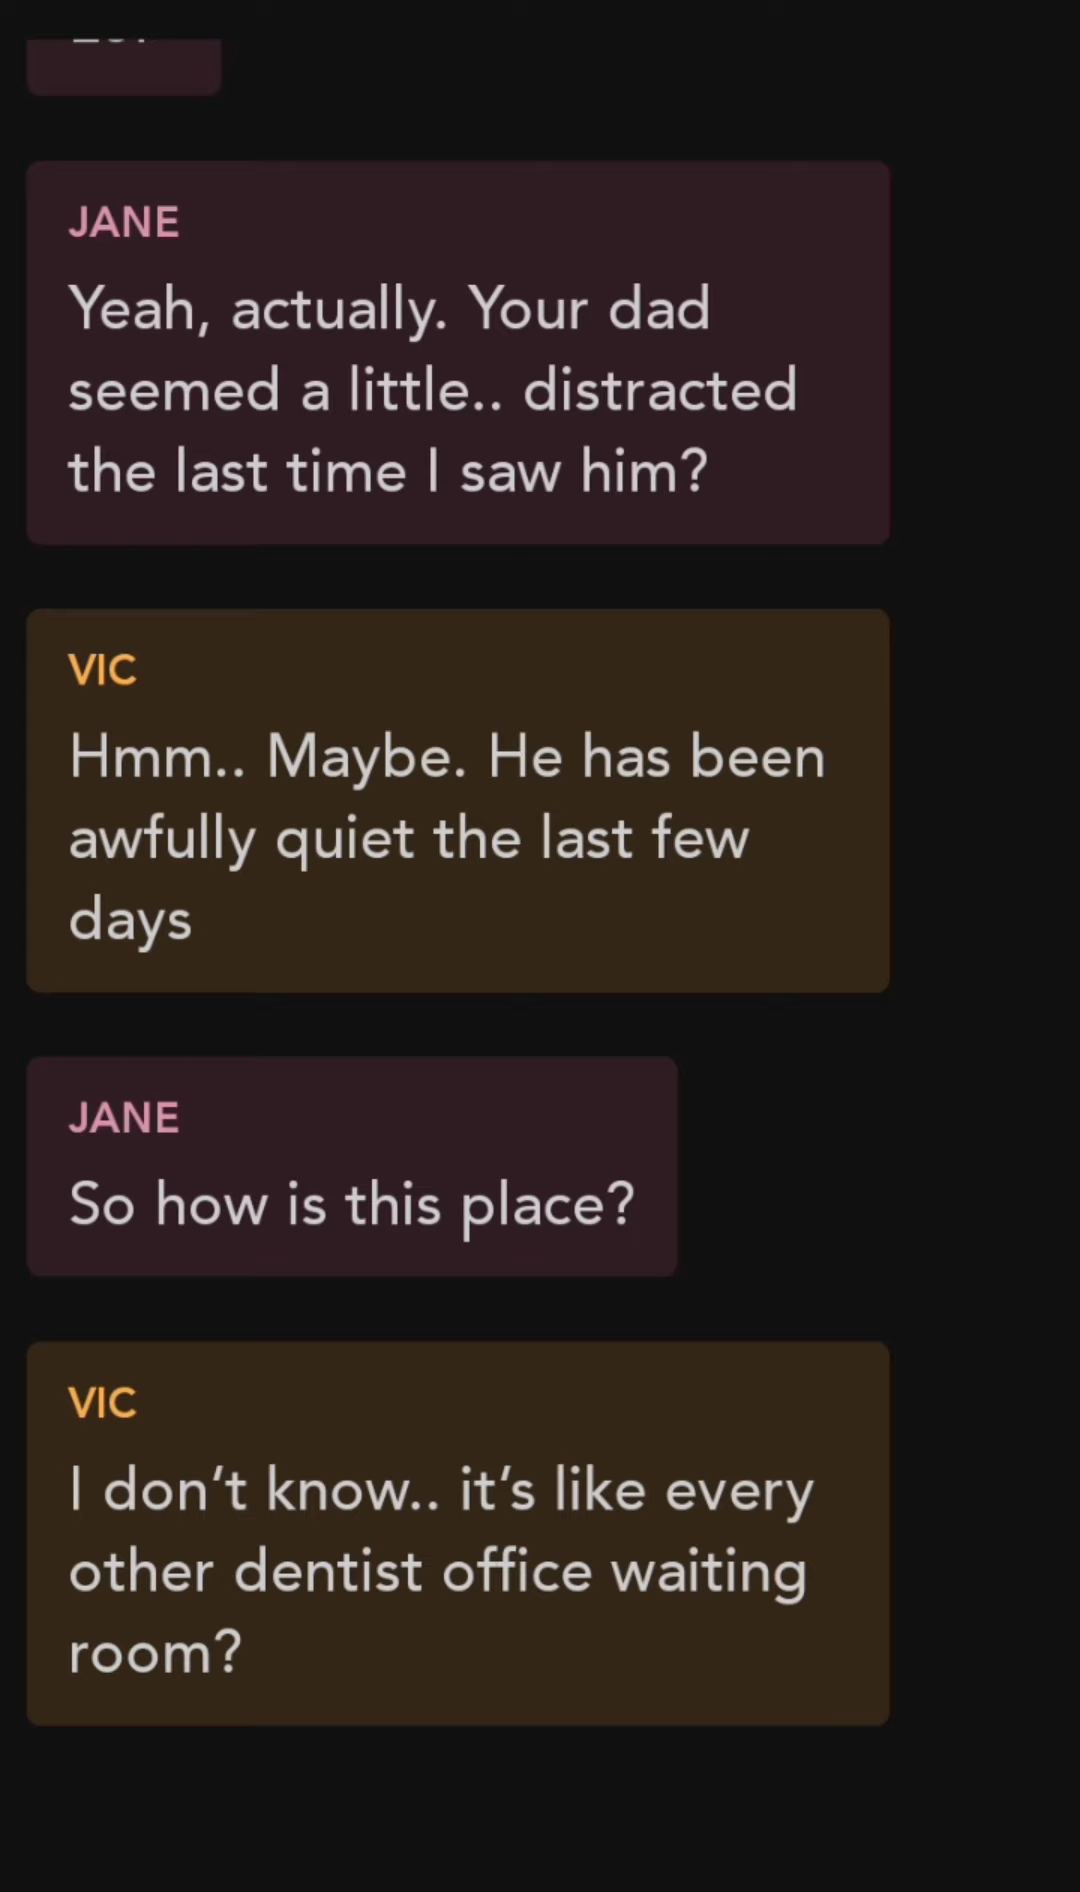 JANE
Yeah, actually. Your dad
seemed a little.. distracted
the last time I saw him?
VIC
Hmm.. Maybe. He has been
awfully quiet the last few
days
JANE
So how is this place?
VIC
I don't know.. it's like every
other dentist office waiting
room?